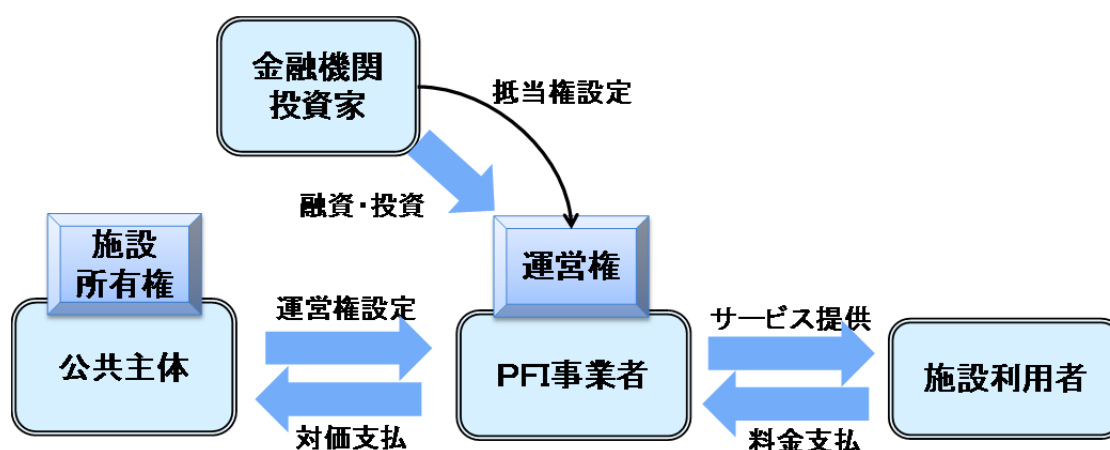 金融機関
投資家
抵当権設定
融資・投資
施設
所有権
運営権
運営権設定
サービス提供
公共主体
PFI事業者
施設利用者
対価支払
料金支払